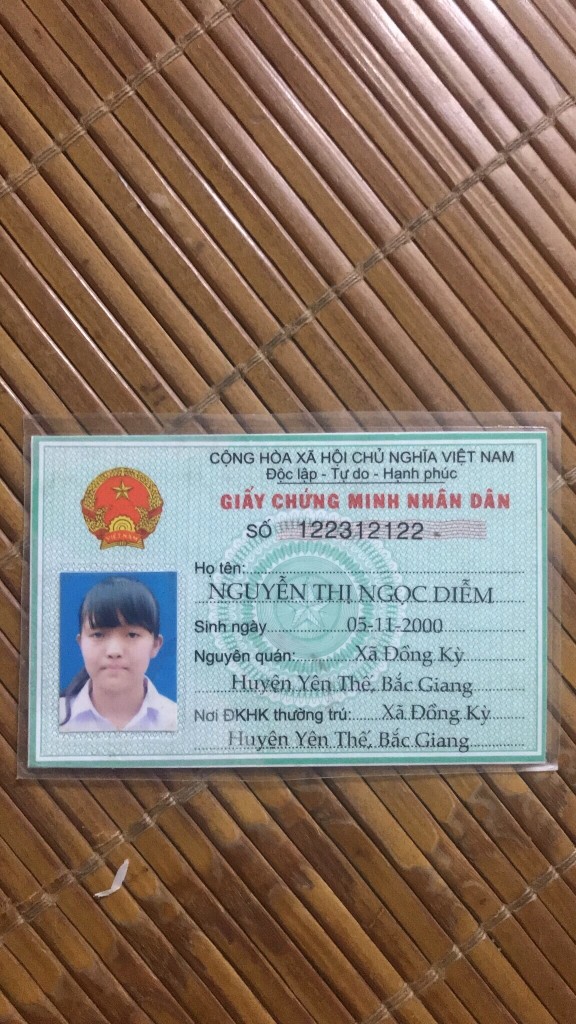 CỘNG HÒA XÃ HỘI CHỦ NGHĨA VIỆT NAM
Độc lập - Tự do - Hạnh phúc
GIẤY CHỨNG MINH NHÂN DÂN
SỐ 122312122
Họ tên:
NGUYỄN THỊ NGỌC DIỄM
Sinh ngày 05-11-2000
Nguyên quán: Xã Đồng Kỳ
Huyện Yên Thế, Bắc Giang
Nơi ĐKHK thường trú: Xã Đồng Kỳ
Huyện Yên Thế, Bắc Giang
VIỆT NAM